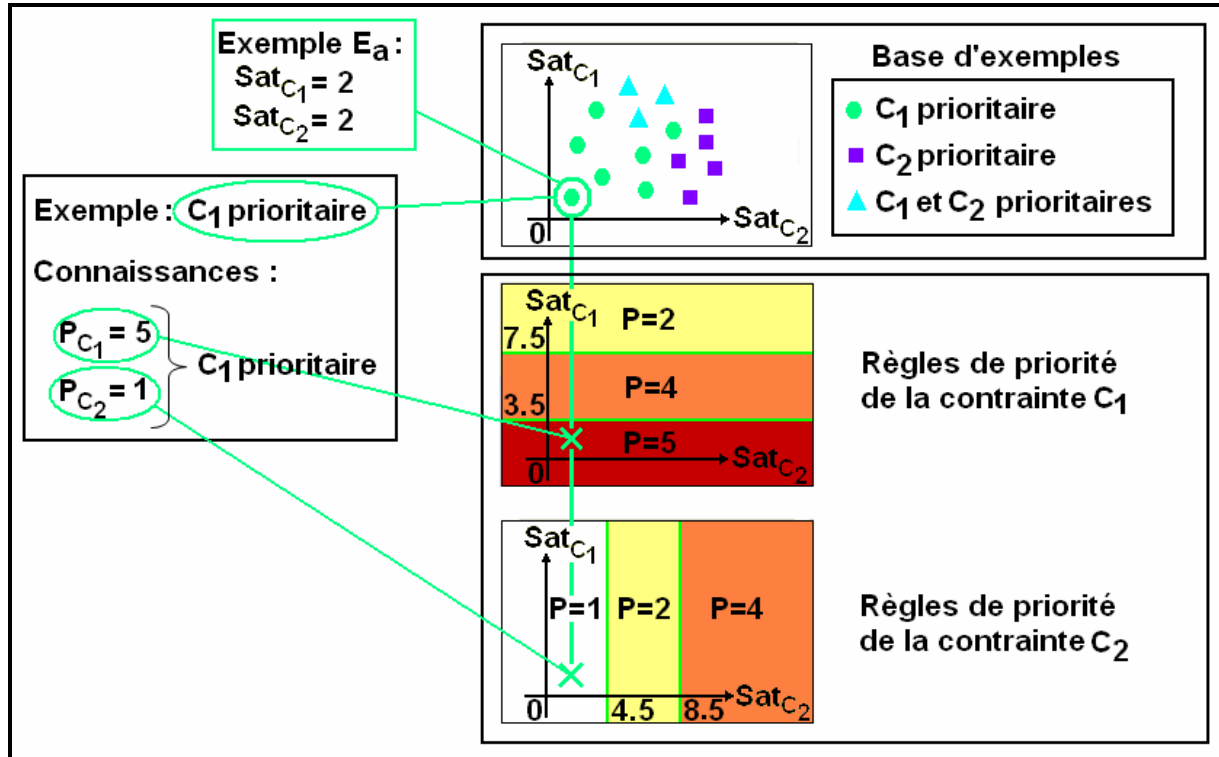 Exemple Ea :
SatC1 = 2
SatC2 = 2
Base d'exemples
SatC1
SatC2
0
C1 prioritaire
C2 prioritaire
C1 et C2 prioritaires
Exemple : C1 prioritaire
Connaissances :
PC1 = 5
PC2 = 1
C1 prioritaire
SatC1
P=2
7.5
P=4
3.5
P=5
0
SatC2
Règles de priorité
de la contrainte C1
SatC1
P=1
P=2
P=4
SatC2
0
4.5
8.5
Règles de priorité
de la contrainte C2